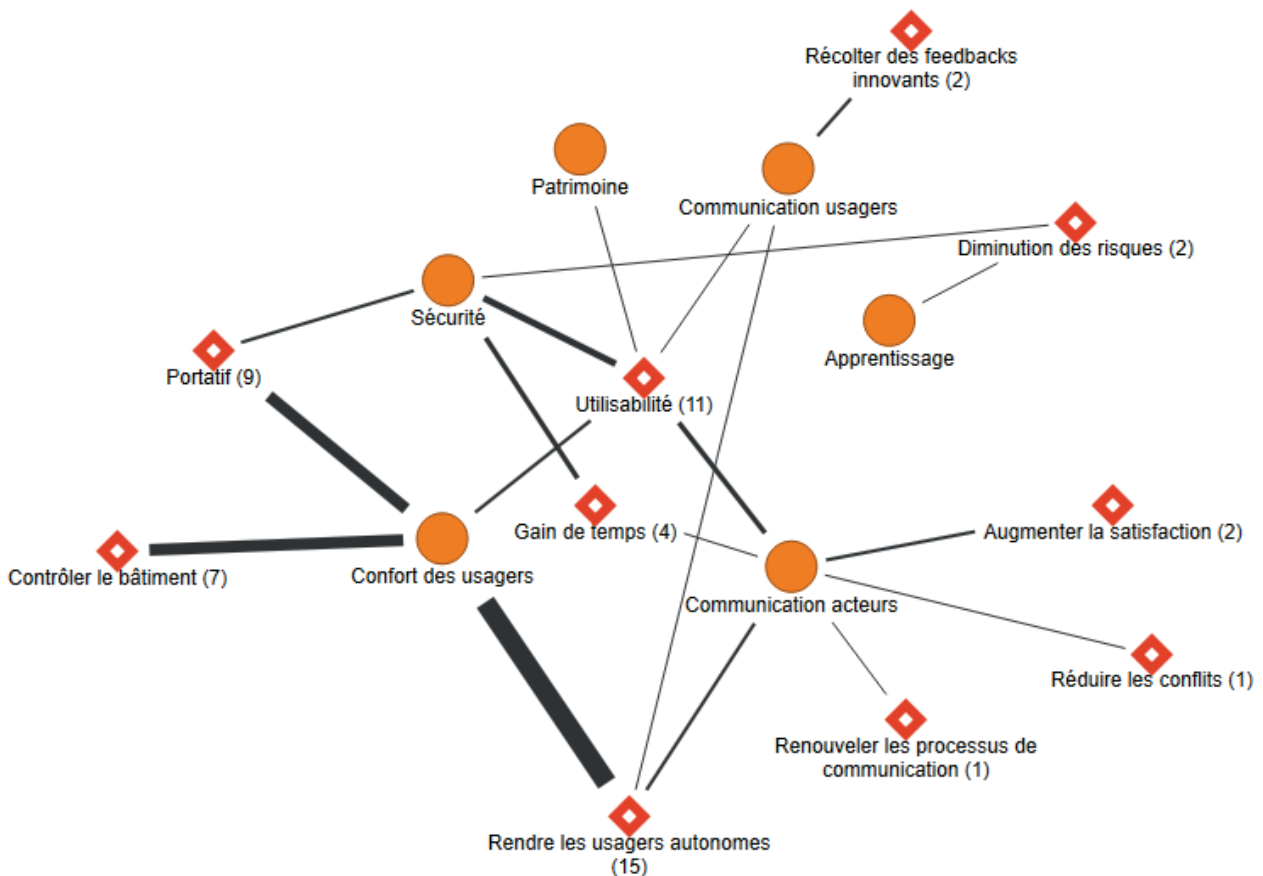 Récolter des feedbacks
innovants (2)
Patrimoine
Communication usagers
Diminution des risques (2)
Sécurité
Apprentissage
Portatif (9)
Utilisabilité (11)
Gain de temps (4)
Augmenter la satisfaction (2)
Contrôler le bâtiment (7)
Confort des usagers
Communication acteurs
Réduire les conflits (1)
Renouveler les processus de
communication (1)
Rendre les usagers autonomes
(15)